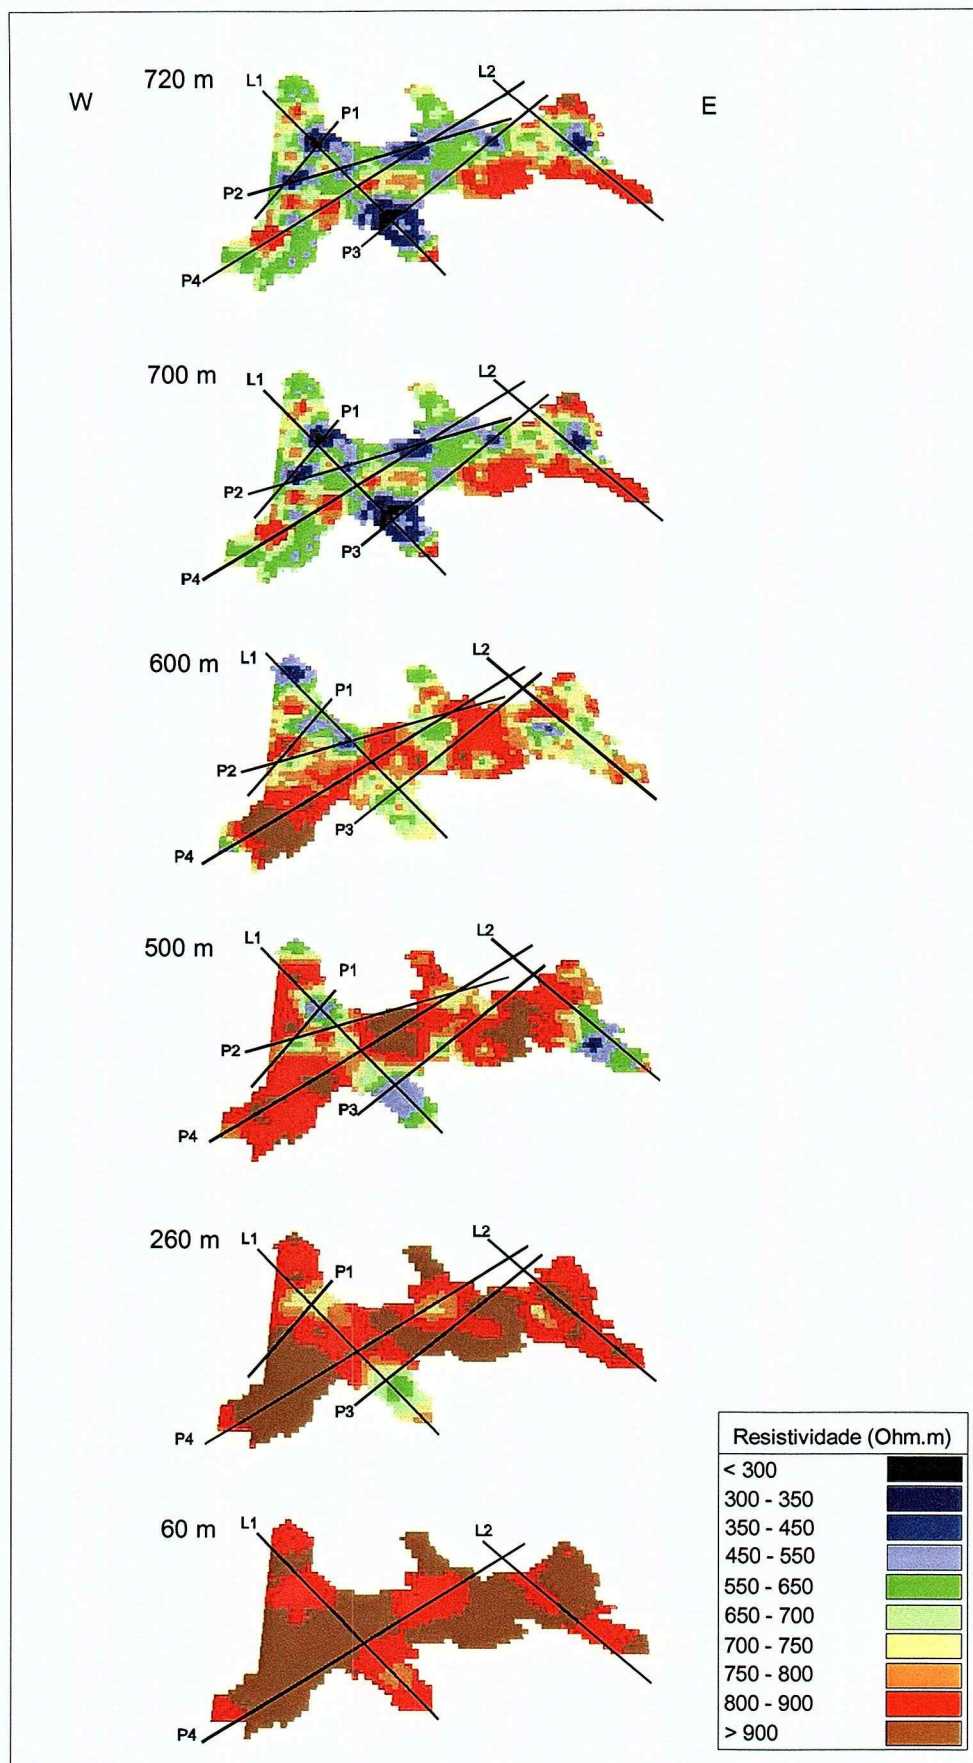 720 m
L1
L2
W
P1
E
P2
P3
P4
700 m
L1
L2
P1
P2
P3
P4
600 m
L1
L2
P1
P2
P3
P4
500 m
L1
L2
P1
P2
P3
P4
260 m
L1
L2
P1
P3
P4
60 m
L1
L2
P4
Resistividade (Ohm.m)
< 300
300 - 350
350 - 450
450 - 550
550 - 650
650 - 700
700 - 750
750 - 800
800 - 900
> 900